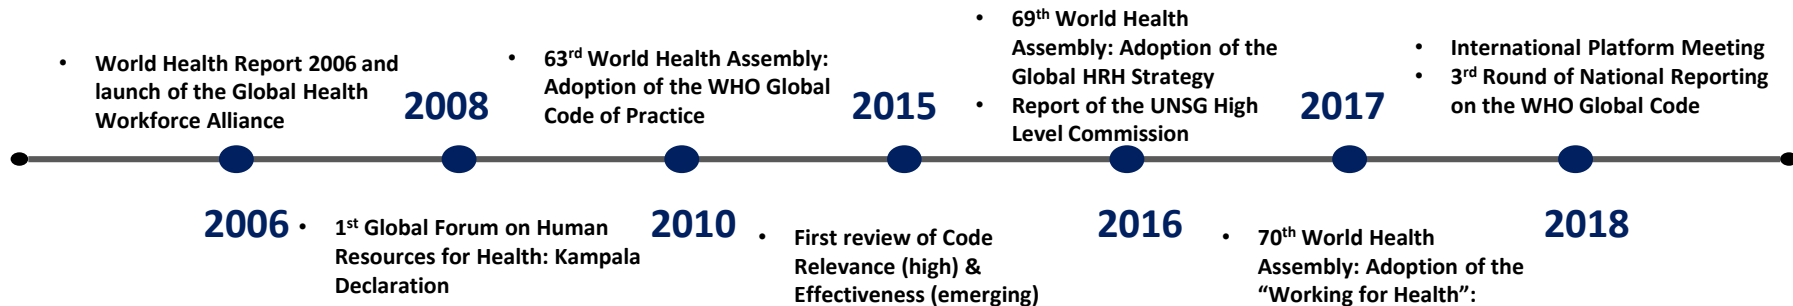 • World Health Report 2006 and
launch of the Global Health
Workforce Alliance
2006
2008
• 1st Global Forum on Human
Resources for Health: Kampala
Declaration
• 63rd World Health Assembly:
Adoption of the WHO Global
Code of Practice
2010
2015
• First review of Code
Relevance (high) &
Effectiveness (emerging)
• 69th World Health
Assembly: Adoption of the
Global HRH Strategy
• Report of the UNSG High
Level Commission
2016
2017
• 70th World Health
Assembly: Adoption of the
“Working for Health”:
• International Platform Meeting
• 3rd Round of National Reporting
on the WHO Global Code
2018